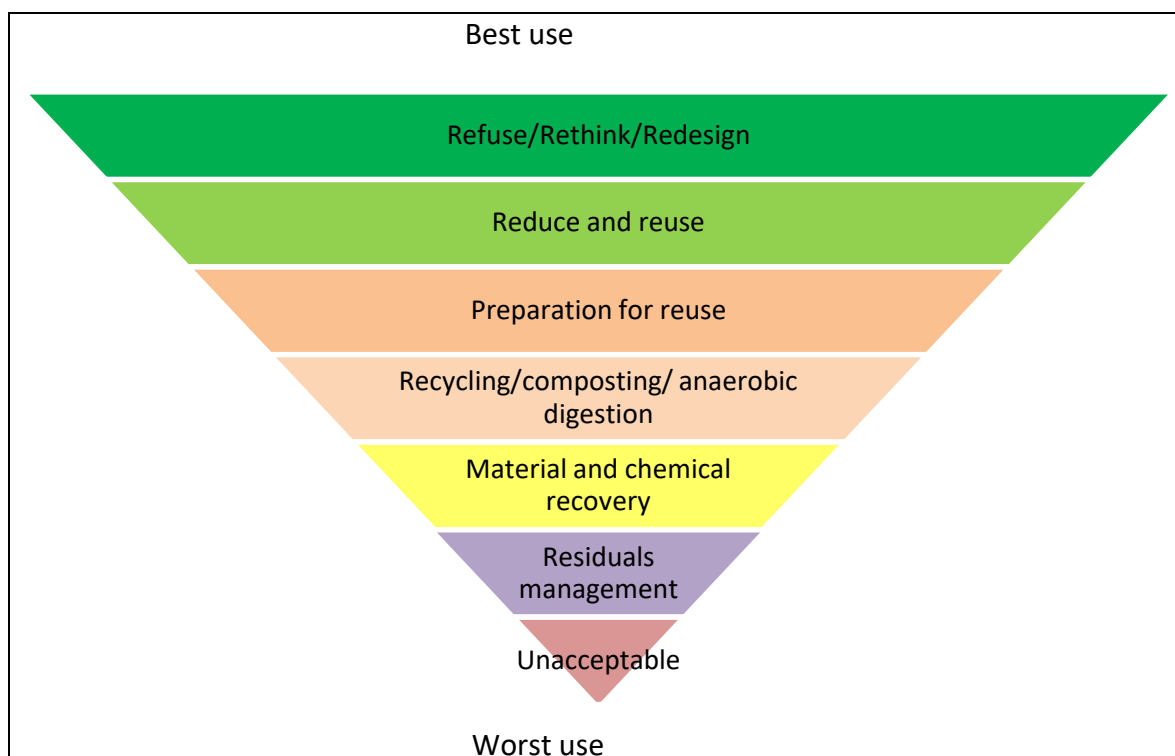 Best use
Refuse/Rethink/Redesign
Reduce and reuse
Preparation for reuse
Recycling/composting/ anaerobic
digestion
Material and chemical
recovery
Residuals
management
Unacceptable
Worst use